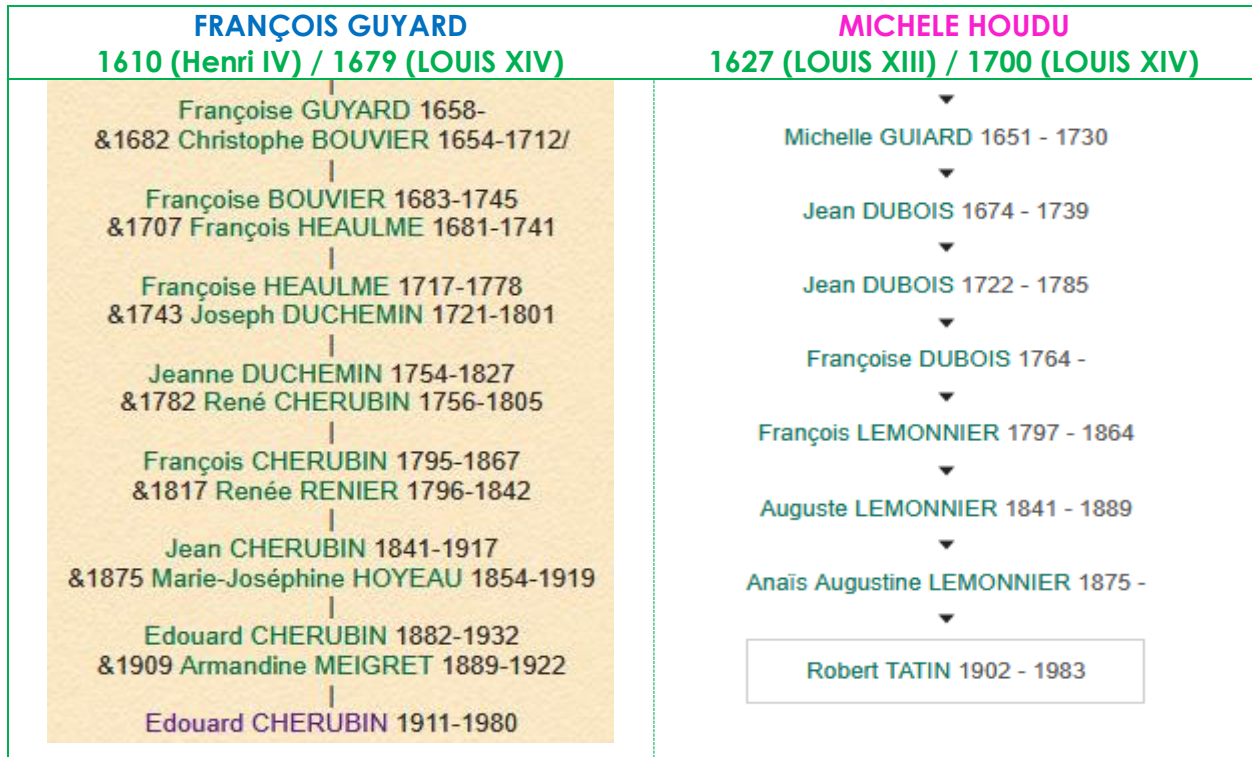 FRANÇOIS GUYARD
1610 (Henri IV) / 1679 (LOUIS XIV)
Françoise GUYARD 1658-
&1682 Christophe BOUVIER 1654-1712/
|
Françoise BOUVIER 1683-1745
&1707 François HEAULME 1681-1741
|
Françoise HEAULME 1717-1778
&1743 Joseph DUCHEMIN 1721-1801
|
Jeanne DUCHEMIN 1754-1827
&1782 René CHERUBIN 1756-1805
|
François CHERUBIN 1795-1867
&1817 Renée RENIER 1796-1842
|
Jean CHERUBIN 1841-1917
&1875 Marie-Joséphine HOYEAU 1854-1919
|
Edouard CHERUBIN 1882-1932
&1909 Armandine MEIGRET 1889-1922
|
Edouard CHERUBIN 1911-1980
MICHELE HOUDU
1627 (LOUIS XIII) / 1700 (LOUIS XIV)
Michelle GUIARD 1651 - 1730
Jean DUBOIS 1674 - 1739
Jean DUBOIS 1722 - 1785
Françoise DUBOIS 1764 -
François LEMONNIER 1797 - 1864
Auguste LEMONNIER 1841 - 1889
Anaïs Augustine LEMONNIER 1875 -
Robert TATIN 1902 - 1983